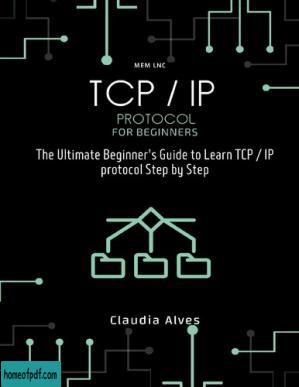 MEM LNC
TCP / IP
PROTOCOL
FOR BEGINNERS
The Ultimate Beginner's Guide to Learn TCP / IP
protocol Step by Step
Claudia Alves
homeofpdf.com